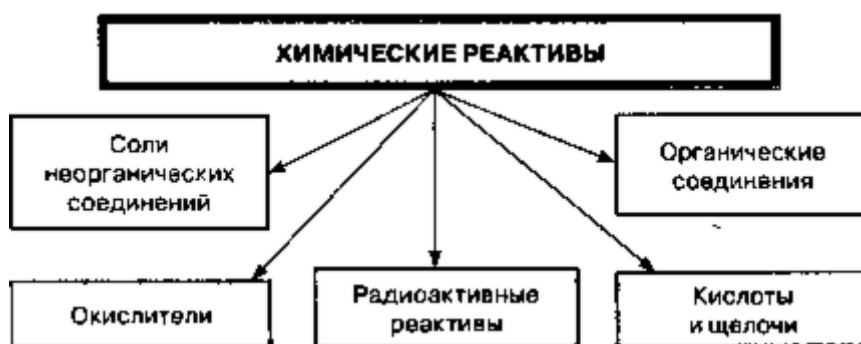 ХИМИЧЕСКИЕ РЕАКТИВЫ
Соли
неорганических
соединений
Органические
соединения
Окислители
Радиоактивные
реактивы
Кислоты
и щелочи